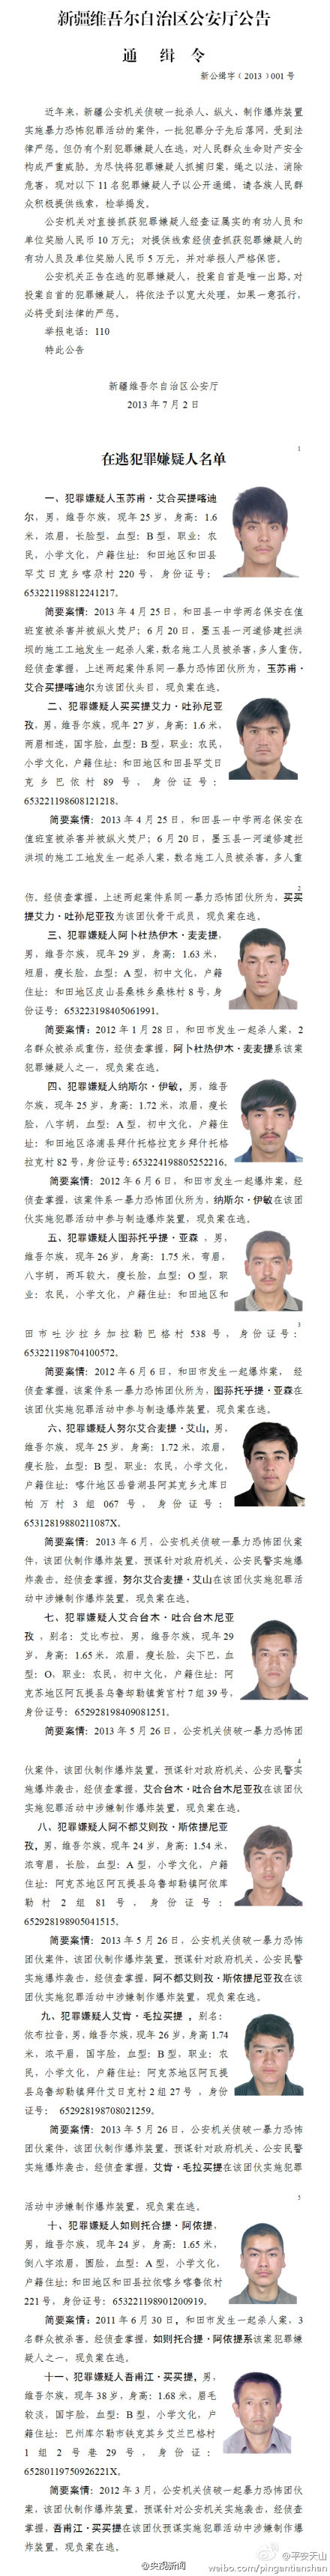 新疆维吾尔自治区公安厅公告
通 缉 令
新公缉字﹝2013﹞001号
近年来，新疆公安机关侦破一批杀人、纵火、制作爆炸装置
实施暴力恐怖犯罪活动的案件，一批犯罪分子先后落网，受到法
律严惩。但仍有个别犯罪嫌疑人在逃，对人民群众生命财产安全
构成严重威胁。为尽快将犯罪嫌疑人抓捕归案，绳之以法，消除
危害，现对以下11名犯罪嫌疑人予以公开通缉，请各族人民群
众积极提供线索，检举揭发。
公安机关对直接抓获犯罪嫌疑人经查证属实的有功人员和
单位奖励人民币10万元；对提供线索经侦查抓获犯罪嫌疑人的
有功人员及单位奖励人民币5万元，并对举报人严格保密。
公安机关正告在逃的犯罪嫌疑人，投案自首是唯一出路。对
投案自首的犯罪嫌疑人，将依法予以宽大处理，如果一意孤行，
必将受到法律的严惩。
举报电话：110
特此公告
新疆维吾尔自治区公安厅
2013年7月2日
1
在逃犯罪嫌疑人名单
一、犯罪嫌疑人玉苏甫·艾合买提喀迪
尔，男，维吾尔族，现年25岁，身高：1.6
米，浓眉，长脸型，血型：B型，职业：农
民，小学文化，户籍住址：和田地区和田县
罕艾日克乡喀尕村220号，身份证号：
653221198812241217。
简要案情：2013年4月25日，和田县一中学两名保安在值
班室被杀害并被纵火焚尸；6月20日，墨玉县一河道修建拦洪
坝的施工工地发生一起杀人案，数名施工人员被杀害，多人重伤。
经侦查掌握，上述两起案件系同一暴力恐怖团伙所为，玉苏甫·
艾合买提喀迪尔为该团伙头目，现负案在逃。
二、犯罪嫌疑人买买提艾力·吐孙尼亚
孜，男，维吾尔族，现年27岁，身高：1.6米，
两眉相连，国字脸，血型：B型，职业：农民，
小学文化，户籍住址：和田地区和田县罕艾日
克乡巴依村89号，身份证号：
653221198608121218。
简要案情：2013年4月25日，和田县一中学两名保安在
值班室被杀害并被纵火焚尸；6月20日，墨玉县一河道修建拦
洪坝的施工工地发生一起杀人案，数名施工人员被杀害，多人重
2
伤。经侦查掌握，上述两起案件系同一暴力恐怖团伙所为，买买
提艾力·吐孙尼亚孜为该团伙骨干成员，现负案在逃。
三、犯罪嫌疑人阿卜杜热伊木·麦麦提，
男，维吾尔族，现年29岁，身高：1.63米，
短眉，瘦长脸，血型：A型，初中文化，户籍
住址：和田地区皮山县桑株乡桑株村8号，身
份证号：653223198405061991。
简要案情：2012年1月28日，和田市发生一起杀人案，2
名群众被杀成重伤，经侦查掌握，阿卜杜热伊木·麦麦提系该案
犯罪嫌疑人之一，现负案在逃。
四、犯罪嫌疑人纳斯尔·伊敏，男，维吾
尔族，现年25岁，身高：1.72米，浓眉，瘦长
脸，八字胡，血型：A型，初中文化，户籍住
址：和田地区洛浦县拜什托格拉克乡拜什托格
拉克村82号，身份证号：653224198805252216。
简要案情：2012年6月6日，和田市发生一起爆炸案，经
侦查掌握，该案件系一暴力恐怖团伙所为，纳斯尔·伊敏在该团
伙实施犯罪活动中参与制造爆炸装置，现负案在逃。
五、犯罪嫌疑人图荪托乎提·亚森 ，男，
维吾尔族，现年26岁，身高：1.75米，弯眉，
八字胡，两耳较大，瘦长脸，血型：O型，职
业：农民，小学文化，户籍住址：和田地区和
3
田市吐沙拉乡加拉勒巴格村538号，身份证号：
653221198704100572。
简要案情：2012年6月6日，和田市发生一起爆炸案， 经
侦查掌握，该案件系一暴力恐怖团伙所为，图荪托乎提·亚森在
该团伙实施犯罪活动中参与制造爆炸装置，现负案在逃。
六、犯罪嫌疑人努尔艾合麦提·艾山，男，
维吾尔族，现年25岁，身高：1.72米，浓眉，
瘦长脸，血型：B型，职业：农民，小学文化，
户籍住址：喀什地区岳普湖县阿其克乡尤库日
帕万村3组067号，身份证号：
65312819880211087X。
简要案情：2013年6月，公安机关侦破一暴力恐怖团伙案
件，该团伙制作爆炸装置，预谋针对政府机关、公安民警实施爆
炸袭击。经侦查掌握，努尔艾合麦提·艾山在该团伙实施犯罪活
动中涉嫌制作爆炸装置，现负案在逃。
七、犯罪嫌疑人艾合台木·吐合台木尼亚
孜 ，别名：艾比布拉，男，维吾尔族，现年29
岁，身高：1.65米，浓眉，瘦长脸，尖下巴，血
型：O，职业：农民，初中文化，户籍住址：阿
克苏地区阿瓦提县乌鲁却勒镇黄宫村7组39号，
身份证号：652928198409081251。
简要案情：2013年5月26日，公安机关侦破一暴力恐怖团
4
伙案件，该团伙制作爆炸装置，预谋针对政府机关、公安民警实
施爆炸袭击，经侦查掌握，艾合台木·吐合台木尼亚孜在该团伙
实施犯罪活动中涉嫌制作爆炸装置，现负案在逃。
八、犯罪嫌疑人阿不都艾则孜·斯依提尼亚
孜，男，维吾尔族，现年24岁，身高：1.54米，
浓弯眉，长脸，血型：A型，小学文化，户籍
住址：阿克苏地区阿瓦提县乌鲁却勒镇阿依库
勒村2组81号，身份证号：
652928198905041515。
简要案情：2013年5月26日，公安机关侦破一暴力恐怖
团伙案件，该团伙制作爆炸装置，预谋针对政府机关、公安民警
实施爆炸袭击，经侦查掌握，阿不都艾则孜·斯依提尼亚孜在该
团伙实施犯罪活动中涉嫌制作爆炸装置，现负案在逃。
九、犯罪嫌疑人艾肯·毛拉买提 ，别名：
依布拉音，男，维吾尔族，现年26岁，身高1.74
米，浓平眉，国字脸，血型：B型，职业：农
民，小学文化，户籍住址：阿克苏地区阿瓦提
县乌鲁却勒镇拜什艾日克村2组27号 ，身份
证号： 652928198708021259。
简要案情：2013年5月26日，公安机关侦破一暴力恐怖
团伙案件，该团伙制作爆炸装置，预谋针对政府机关、公安民警
实施爆炸袭击，经侦查掌握，艾肯·毛拉买提在该团伙实施犯罪
5
活动中涉嫌制作爆炸装置，现负案在逃。
十、犯罪嫌疑人如则托合提·阿依提，
男，维吾尔族，现年24岁，身高：1.65米，
倒八字浓眉，圆脸，血型：A型，小学文化，
户籍住址：和田地区和田县拉依喀乡喀鲁依村
221号，身份证号：653221198901200919。
简要案情：2011年6月30日，和田市发生一起杀人案，3
名群众被杀害。经侦查掌握，如则托合提·阿依提系该案犯罪嫌
疑人之一，现负案在逃。
十一、犯罪嫌疑人吾甫江·买买提，男，
维吾尔族，现年38岁，身高：1.68米，眉毛
较淡，国字脸，血型：B型，小学文化，户
籍住址：巴州库尔勒市铁克其乡艾兰巴格村
1组2号巷29号，身份证：
65280119750926221X。
简要案情：2012年3月，公安机关侦破一暴力恐怖团伙
案，该团伙制作爆炸装置，预谋针对公安机关实施袭击，经侦查
掌握，吾甫江·买买提在该团伙预谋实施犯罪活动中涉嫌制作爆
炸装置，现负案在逃。
@央视新闻
@平安天山
weibo.com/pingantianshan